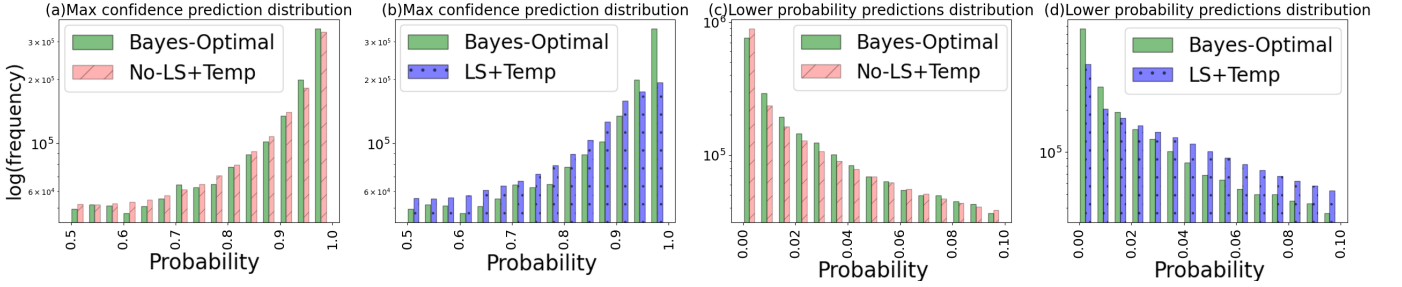 (a)Max confidence prediction distribution
log(frequency)
3×10⁵
2×10⁵
10⁵
6×10⁴
Bayes-Optimal
No-LS+Temp
0.5
0.6
0.7
0.8
0.9
1.0
Probability
(b)Max confidence prediction distribution
3×10⁵
2×10⁵
10⁵
6×10⁴
Bayes-Optimal
LS+Temp
0.5
0.6
0.7
0.8
0.9
1.0
Probability
(c)Lower probability predictions distribution
10⁶
10⁵
Bayes-Optimal
No-LS+Temp
0.00
0.02
0.04
0.06
0.08
0.10
Probability
(d)Lower probability predictions distribution
10⁵
Bayes-Optimal
LS+Temp
0.00
0.02
0.04
0.06
0.08
0.10
Probability